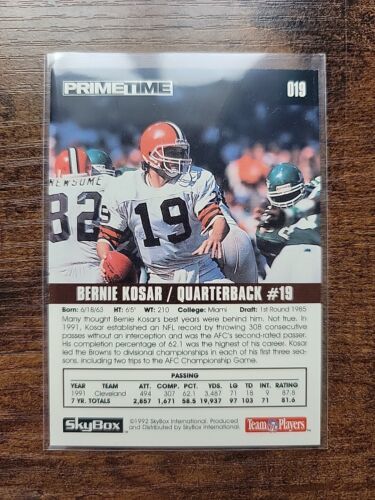 PRIMETIME
019
NEWSOME
82
19
BERNIE KOSAR / QUARTERBACK #19
Born: 6/18/63 HT: 6'5" WT: 210 College: Miami Draft: 1st Round 1985
Many thought Bernie Kosar's best years were behind him. Not true. In
1991, Kosar established an NFL record by throwing 308 consecutive
passes without an interception and was the AFC's second-rated passer.
His completion percentage of 62.1 was the highest of his career. Kosar
led the Browns to divisional championships in each of his first three seasons,
including two trips to the AFC Championship Game.
PASSING
YEAR TEAM ATT. COMP. PCT. YDS. LG TD INT. RATING
1991 Cleveland 494 307 62.1 3,487 71 18 9 87.8
7 YR. TOTALS 2,857 1,671 58.5 19,937 97 103 71 81.6
SkyBox
©1992 SkyBox International. Produced
and Distributed by SkyBox International.
Team NFL Players